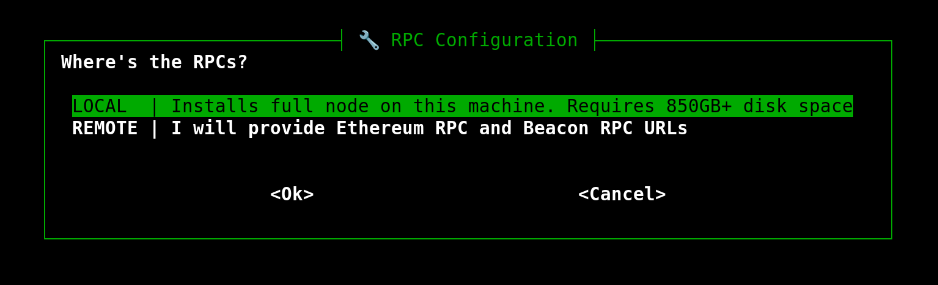 🔧 RPC Configuration
Where's the RPCs?
LOCAL | Installs full node on this machine. Requires 850GB+ disk space
REMOTE | I will provide Ethereum RPC and Beacon RPC URLs
<Ok> <Cancel>